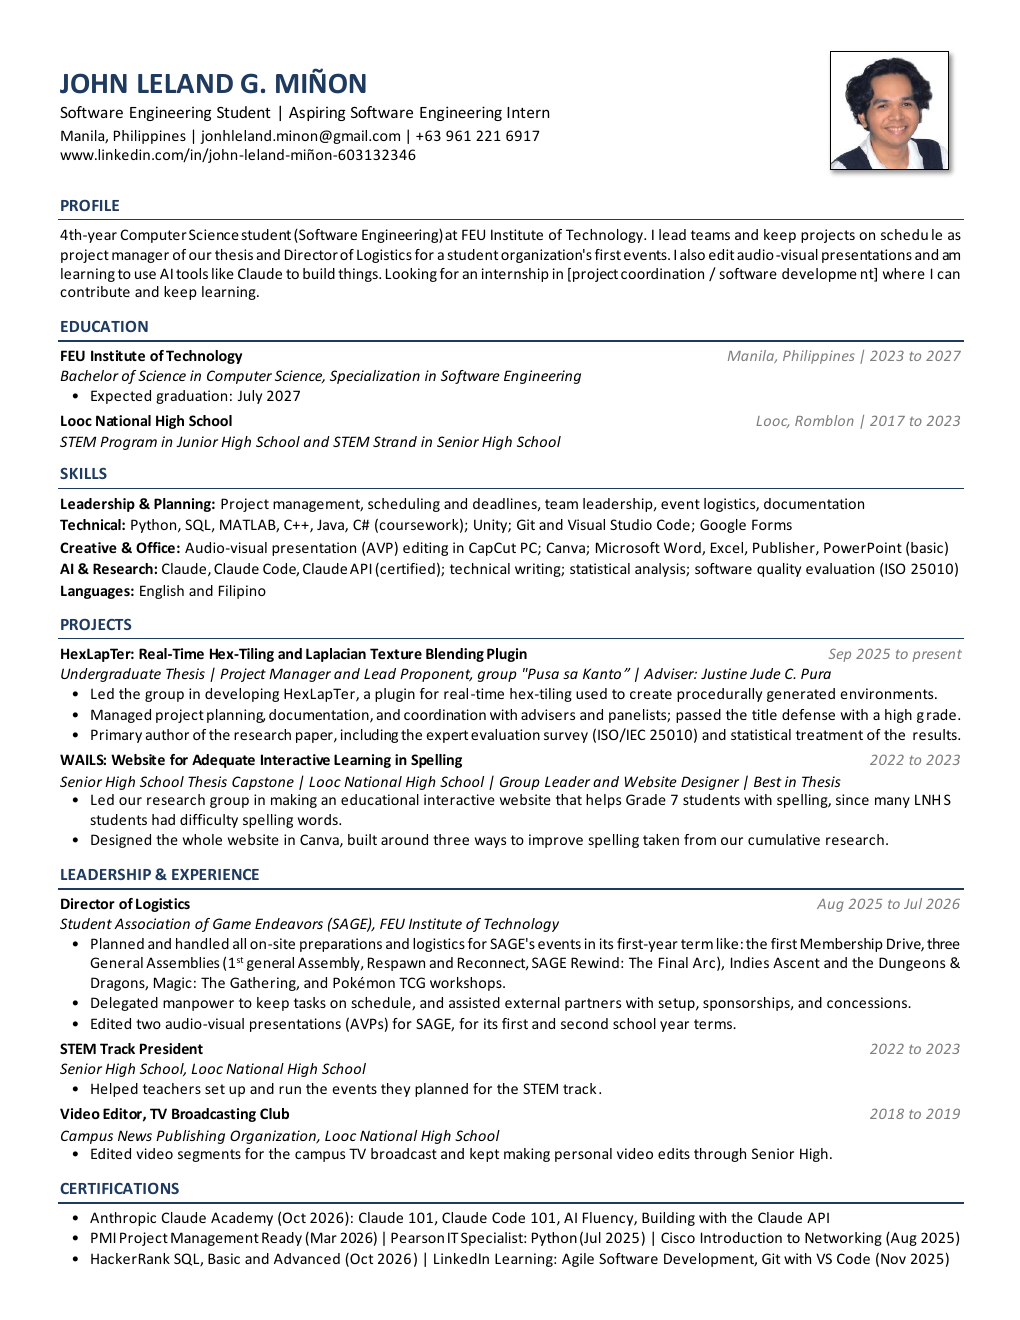 JOHN LELAND G. MIÑON
Software Engineering Student | Aspiring Software Engineering Intern
Manila, Philippines | jonhleland.minon@gmail.com | +63 961 221 6917
www.linkedin.com/in/john-leland-miñon-603132346
PROFILE
4th-year Computer Science student (Software Engineering) at FEU Institute of Technology. I lead teams and keep projects on schedule as
project manager of our thesis and Director of Logistics for a student organization's first events. I also edit audio-visual presentations and am
learning to use AI tools like Claude to build things. Looking for an internship in [project coordination / software development] where I can
contribute and keep learning.
EDUCATION
FEU Institute of Technology Manila, Philippines | 2023 to 2027
Bachelor of Science in Computer Science, Specialization in Software Engineering
• Expected graduation: July 2027
Looc National High School Looc, Romblon | 2017 to 2023
STEM Program in Junior High School and STEM Strand in Senior High School
SKILLS
Leadership & Planning: Project management, scheduling and deadlines, team leadership, event logistics, documentation
Technical: Python, SQL, MATLAB, C++, Java, C# (coursework); Unity; Git and Visual Studio Code; Google Forms
Creative & Office: Audio-visual presentation (AVP) editing in CapCut PC; Canva; Microsoft Word, Excel, Publisher, PowerPoint (basic)
AI & Research: Claude, Claude Code, Claude API (certified); technical writing; statistical analysis; software quality evaluation (ISO 25010)
Languages: English and Filipino
PROJECTS
HexLapTer: Real-Time Hex-Tiling and Laplacian Texture Blending Plugin Sep 2025 to present
Undergraduate Thesis | Project Manager and Lead Proponent, group "Pusa sa Kanto” | Adviser: Justine Jude C. Pura
• Led the group in developing HexLapTer, a plugin for real-time hex-tiling used to create procedurally generated environments.
• Managed project planning, documentation, and coordination with advisers and panelists; passed the title defense with a high grade.
• Primary author of the research paper, including the expert evaluation survey (ISO/IEC 25010) and statistical treatment of the results.
WAILS: Website for Adequate Interactive Learning in Spelling 2022 to 2023
Senior High School Thesis Capstone | Looc National High School | Group Leader and Website Designer | Best in Thesis
• Led our research group in making an educational interactive website that helps Grade 7 students with spelling, since many LNHS
students had difficulty spelling words.
• Designed the whole website in Canva, built around three ways to improve spelling taken from our cumulative research.
LEADERSHIP & EXPERIENCE
Director of Logistics Aug 2025 to Jul 2026
Student Association of Game Endeavors (SAGE), FEU Institute of Technology
• Planned and handled all on-site preparations and logistics for SAGE's events in its first-year term like: the first Membership Drive, three
General Assemblies (1st general Assembly, Respawn and Reconnect, SAGE Rewind: The Final Arc), Indies Ascent and the Dungeons &
Dragons, Magic: The Gathering, and Pokémon TCG workshops.
• Delegated manpower to keep tasks on schedule, and assisted external partners with setup, sponsorships, and concessions.
• Edited two audio-visual presentations (AVPs) for SAGE, for its first and second school year terms.
STEM Track President 2022 to 2023
Senior High School, Looc National High School
• Helped teachers set up and run the events they planned for the STEM track.
Video Editor, TV Broadcasting Club 2018 to 2019
Campus News Publishing Organization, Looc National High School
• Edited video segments for the campus TV broadcast and kept making personal video edits through Senior High.
CERTIFICATIONS
• Anthropic Claude Academy (Oct 2026): Claude 101, Claude Code 101, AI Fluency, Building with the Claude API
• PMI Project Management Ready (Mar 2026) | Pearson IT Specialist: Python (Jul 2025) | Cisco Introduction to Networking (Aug 2025)
• HackerRank SQL, Basic and Advanced (Oct 2026) | LinkedIn Learning: Agile Software Development, Git with VS Code (Nov 2025)